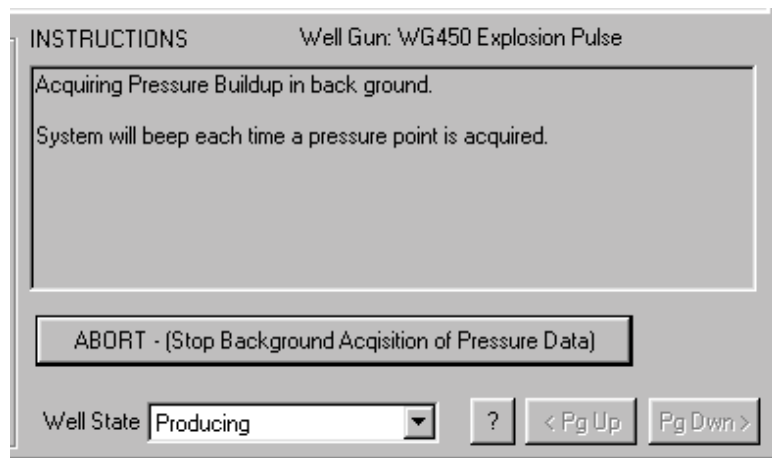 INSTRUCTIONS Well Gun: WG450 Explosion Pulse
Acquiring Pressure Buildup in back ground.
System will beep each time a pressure point is acquired.
ABORT - (Stop Background Acqisition of Pressure Data)
Well State Producing ? < Pg Up Pg Dwn >